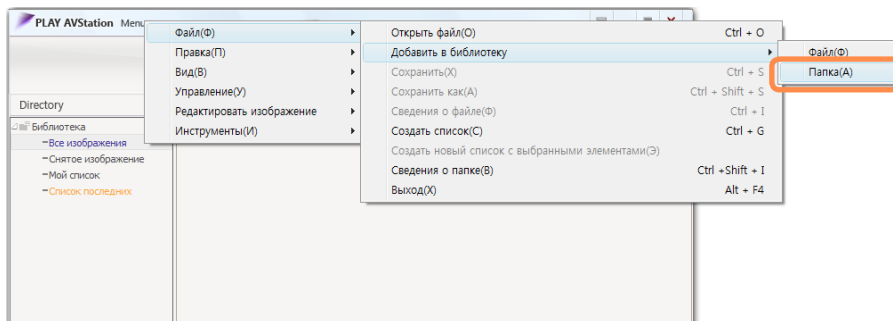 PLAY AVStation Menu
Файл(Ф)
Правка(П)
Вид(В)
Управление(У)
Редактировать изображение
Инструменты(И)
Открыть файл(О) Ctrl + O
Добавить в библиотеку
Сохранить(Х) Ctrl + S
Сохранить как(А) Ctrl + Shift + S
Сведения о файле(Ф) Ctrl + I
Создать список(С) Ctrl + G
Создать новый список с выбранными элементами(Э)
Сведения о папке(В) Ctrl +Shift + I
Выход(Х) Alt + F4
Файл(Ф)
Папка(А)
Directory
Библиотека
Все изображения
Снятое изображение
Мой список
Список последних